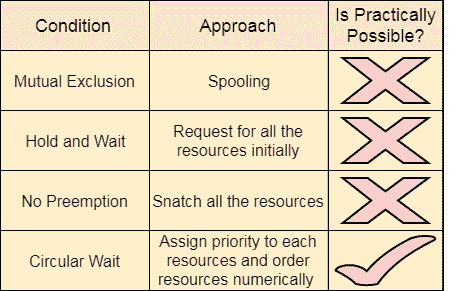 Condition
Approach
Is Practically
Possible?
Mutual Exclusion
Spooling
Hold and Wait
Request for all the
resources initially
No Preemption
Snatch all the resources
Circular Wait
Assign priority to each
resources and order
resources numerically